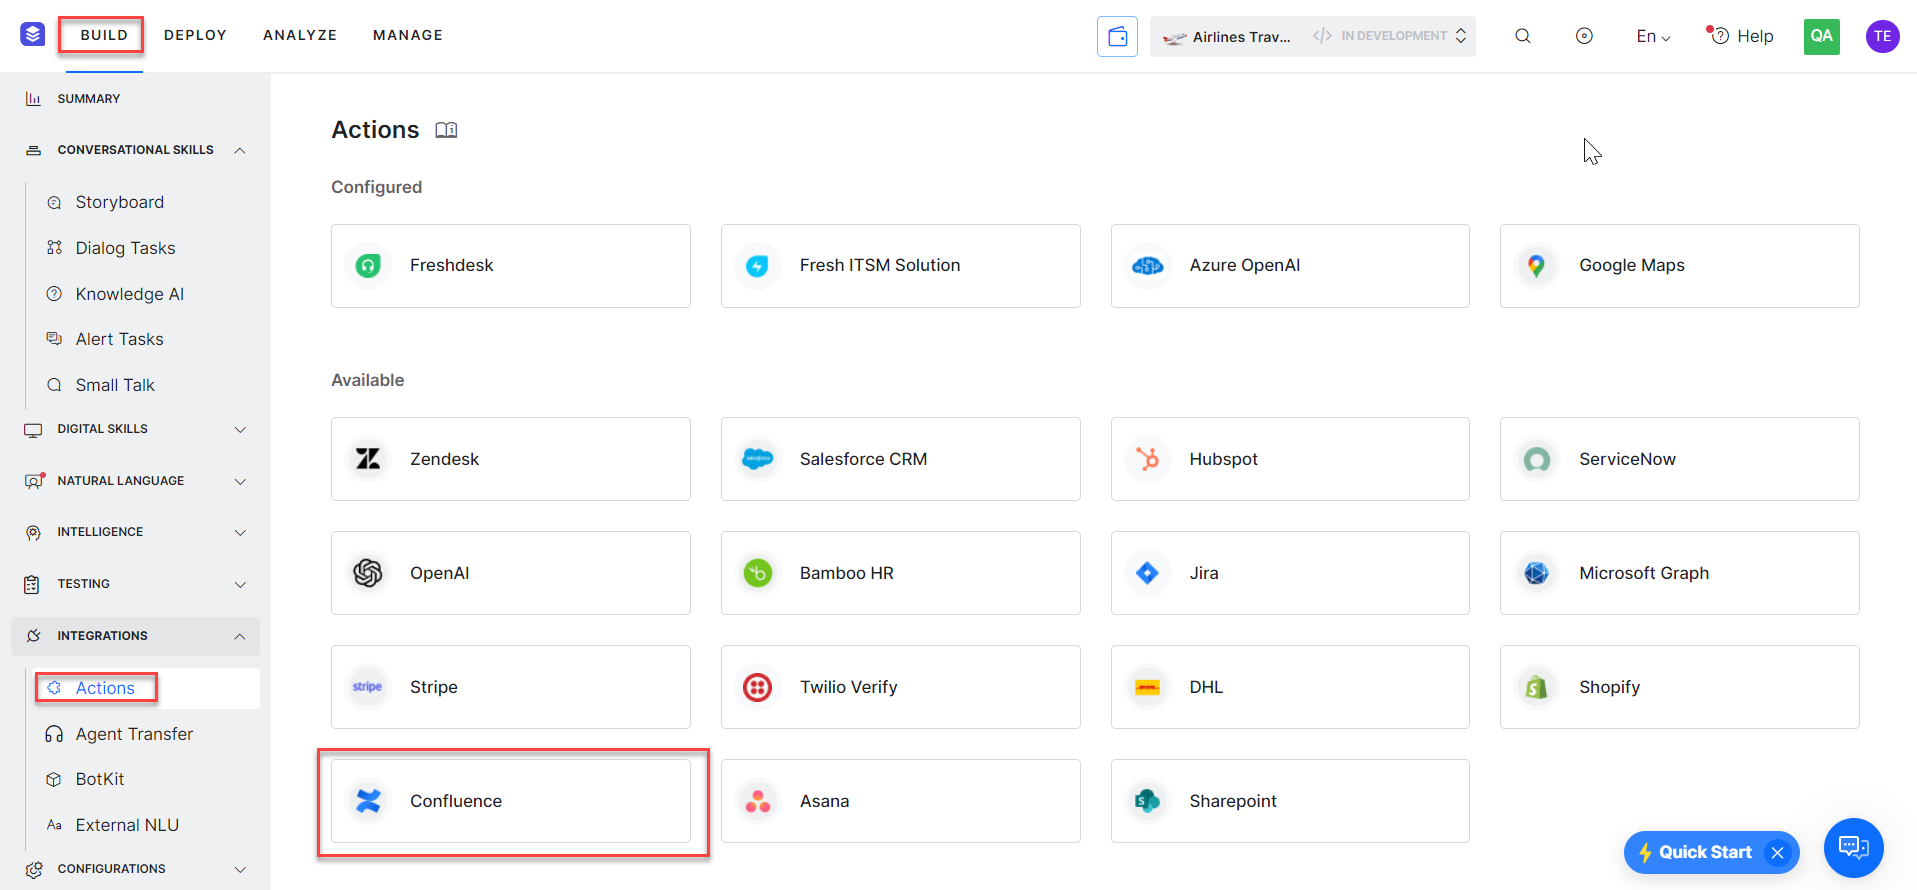 BUILD DEPLOY ANALYZE MANAGE Airlines Trav... </> IN DEVELOPMENT En Help QA TE
SUMMARY
CONVERSATIONAL SKILLS
Storyboard
Dialog Tasks
Knowledge AI
Alert Tasks
Small Talk
DIGITAL SKILLS
NATURAL LANGUAGE
INTELLIGENCE
TESTING
INTEGRATIONS
Actions
Agent Transfer
BotKit
Aa External NLU
CONFIGURATIONS
Actions
Configured
Freshdesk
Fresh ITSM Solution
Azure OpenAI
Google Maps
Available
Zendesk
salesforce Salesforce CRM
Hubspot
ServiceNow
OpenAI
b Bamboo HR
Jira
Microsoft Graph
stripe Stripe
Twilio Verify
DHL
S Shopify
Confluence
Asana
S Sharepoint
Quick Start